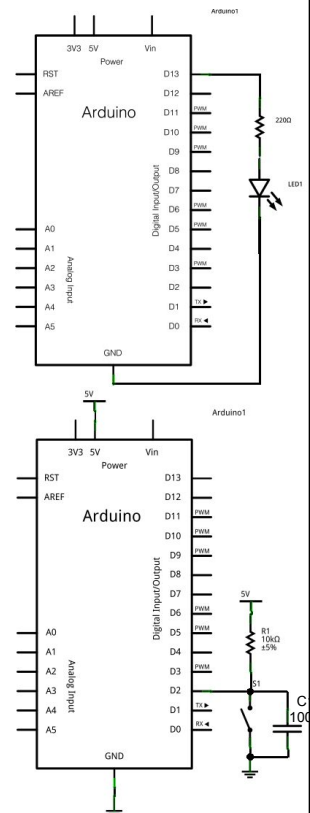 Arduino1
3V3 5V Vin
Power
RST
AREF
Arduino
D13
D12
D11 PWM
D10 PWM
D9 PWM
D8
D7
D6 PWM
D5 PWM
D4
D3 PWM
D2
D1 TX ▶
D0 RX ◀
Digital Input/Output
A0
A1
A2
A3
A4
A5
Analog Input
GND
220Ω
LED1
5V
Arduino1
3V3 5V Vin
Power
RST
AREF
Arduino
D13
D12
D11 PWM
D10 PWM
D9 PWM
D8
D7
D6 PWM
D5 PWM
D4
D3 PWM
D2
D1 TX ▶
D0 RX ◀
Digital Input/Output
A0
A1
A2
A3
A4
A5
Analog Input
GND
5V
R1
10kΩ
±5%
S1